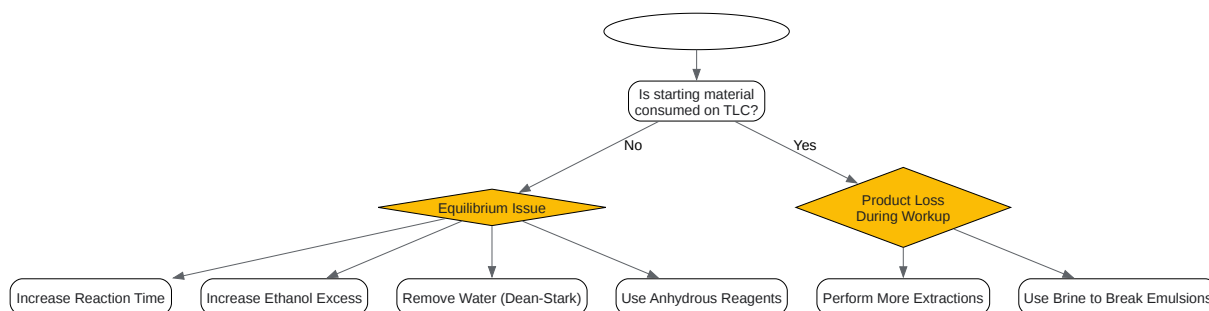 Is starting material
consumed on TLC?
No
Yes
Equilibrium Issue
Product Loss
During Workup
Increase Reaction Time
Increase Ethanol Excess
Remove Water (Dean-Stark)
Use Anhydrous Reagents
Perform More Extractions
Use Brine to Break Emulsions